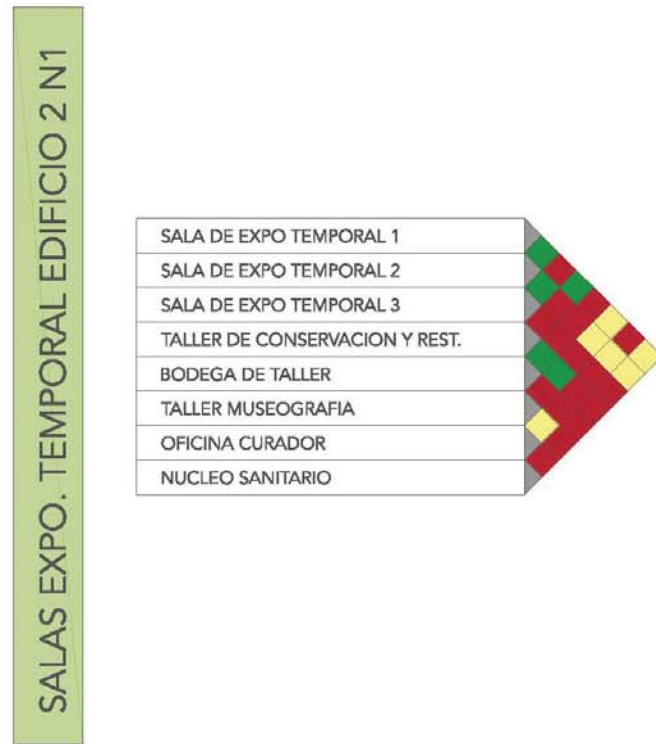 SALAS EXPO. TEMPORAL EDIFICIO 2 N1
SALA DE EXPO TEMPORAL 1
SALA DE EXPO TEMPORAL 2
SALA DE EXPO TEMPORAL 3
TALLER DE CONSERVACION Y REST.
BODEGA DE TALLER
TALLER MUSEOGRAFIA
OFICINA CURADOR
NUCLEO SANITARIO